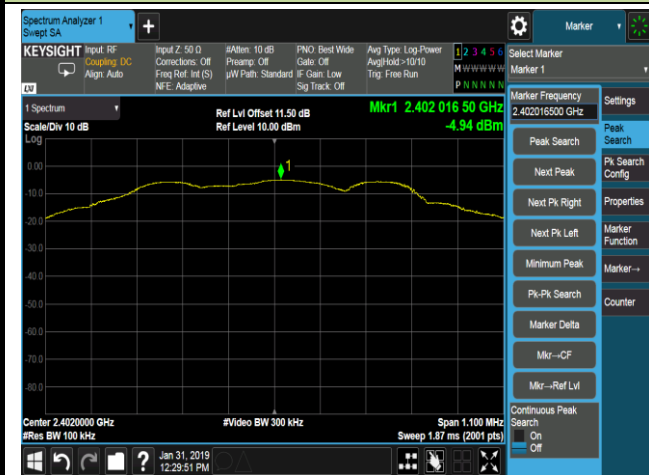 Spectrum Analyzer 1
Swept SA
Marker
KEYSIGHT
Input: RF
Coupling: DC
Align: Auto
Input Z: 50 Ω
Corrections: Off
Freq Ref: Int (S)
NFE: Adaptive
#Atten: 10 dB
Preamp: Off
µW Path: Standard
PNO: Best Wide
Gate: Off
IF Gain: Low
Sig Track: Off
Avg Type: Log-Power
Avg|Hold:>10/10
Trig: Free Run
1 2 3 4 5 6
M W W W W W
P N N N N N
LXI
Select Marker
Marker 1
1 Spectrum
Scale/Div 10 dB
Log
Ref Lvl Offset 11.50 dB
Ref Level 10.00 dBm
Mkr1 2.402 016 50 GHz
-4.94 dBm
1
0.00
-10.0
-20.0
-30.0
-40.0
-50.0
-60.0
-70.0
-80.0
Center 2.4020000 GHz
#Res BW 100 kHz
#Video BW 300 kHz
Span 1.100 MHz
Sweep 1.87 ms (2001 pts)
Marker Frequency
2.402016500 GHz
Peak Search
Next Peak
Next Pk Right
Next Pk Left
Minimum Peak
Pk-Pk Search
Marker Delta
Mkr→CF
Mkr→Ref Lvl
Continuous Peak
Search
On
Off
Settings
Peak
Search
Pk Search
Config
Properties
Marker
Function
Marker→
Counter
Jan 31, 2019
12:29:51 PM